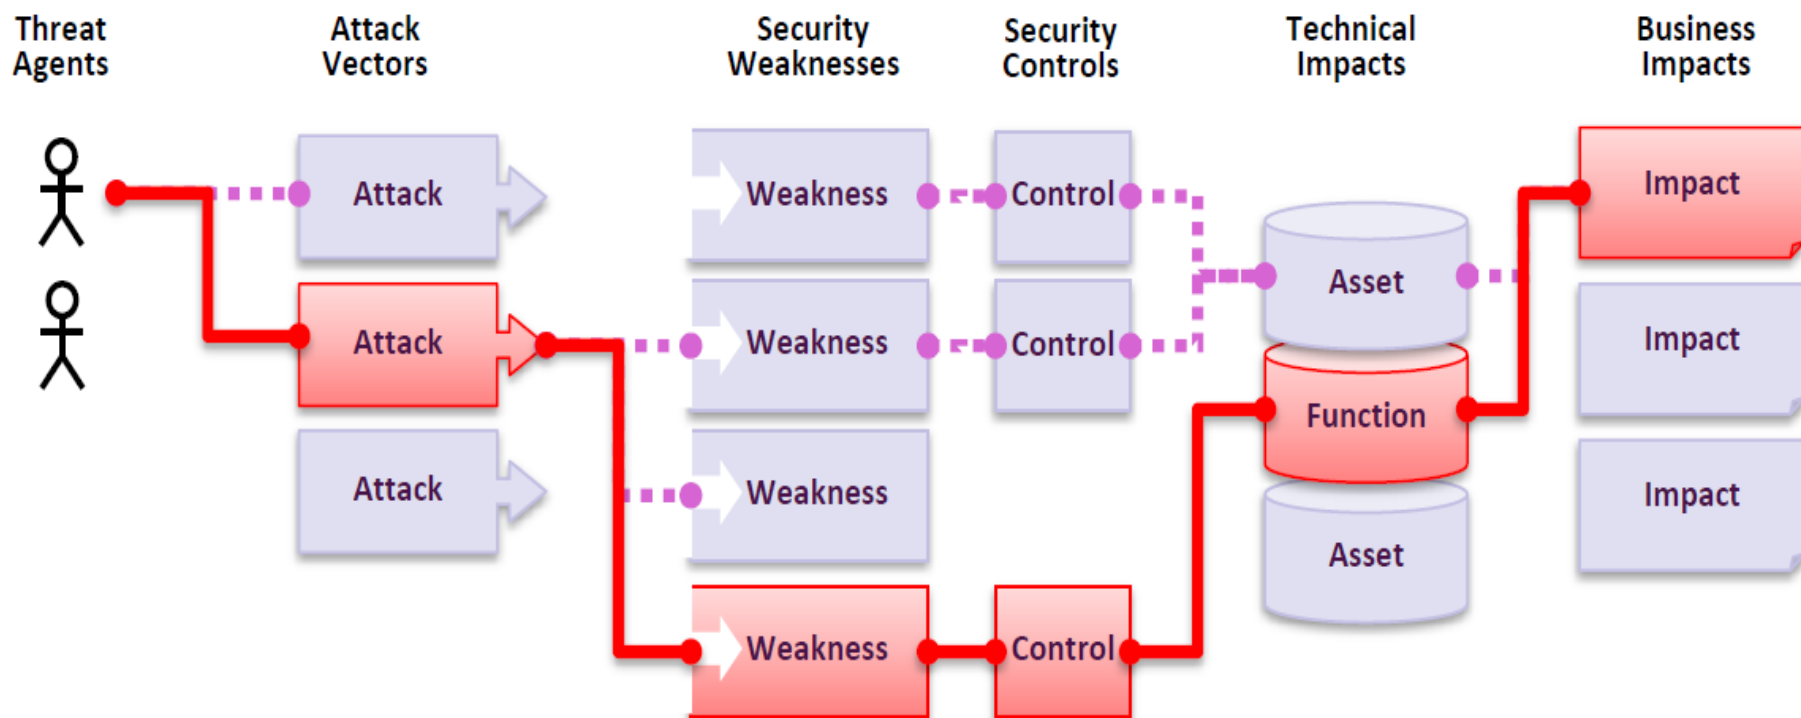 Threat
Agents
Attack
Vectors
Security
Weaknesses
Security
Controls
Technical
Impacts
Business
Impacts
Attack
Weakness
Control
Impact
Asset
Attack
Weakness
Control
Impact
Function
Attack
Weakness
Impact
Asset
Weakness
Control